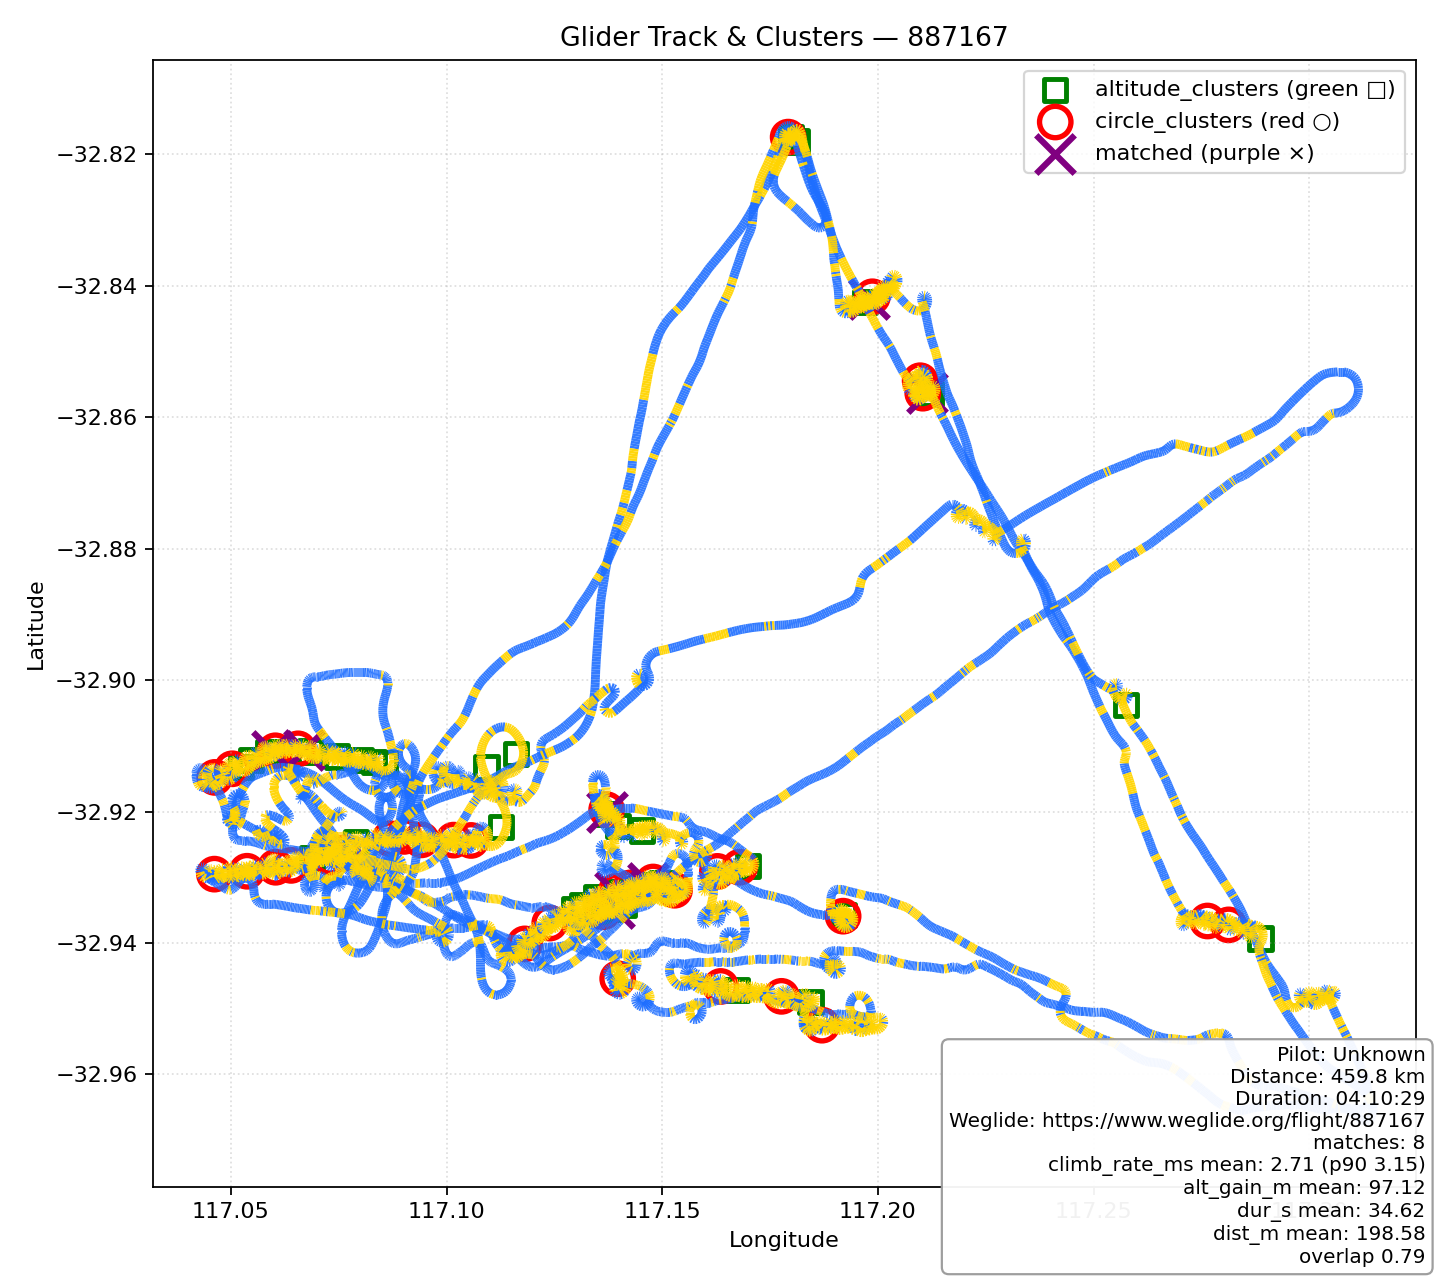 Glider Track & Clusters — 887167
altitude_clusters (green □)
circle_clusters (red ○)
matched (purple ×)
−32.82
−32.84
−32.86
−32.88
−32.90
−32.92
−32.94
−32.96
Latitude
117.05
117.10
117.15
117.20
117.25
Longitude
Pilot: Unknown
Distance: 459.8 km
Duration: 04:10:29
Weglide: https://www.weglide.org/flight/887167
matches: 8
climb_rate_ms mean: 2.71 (p90 3.15)
alt_gain_m mean: 97.12
dur_s mean: 34.62
dist_m mean: 198.58
overlap 0.79